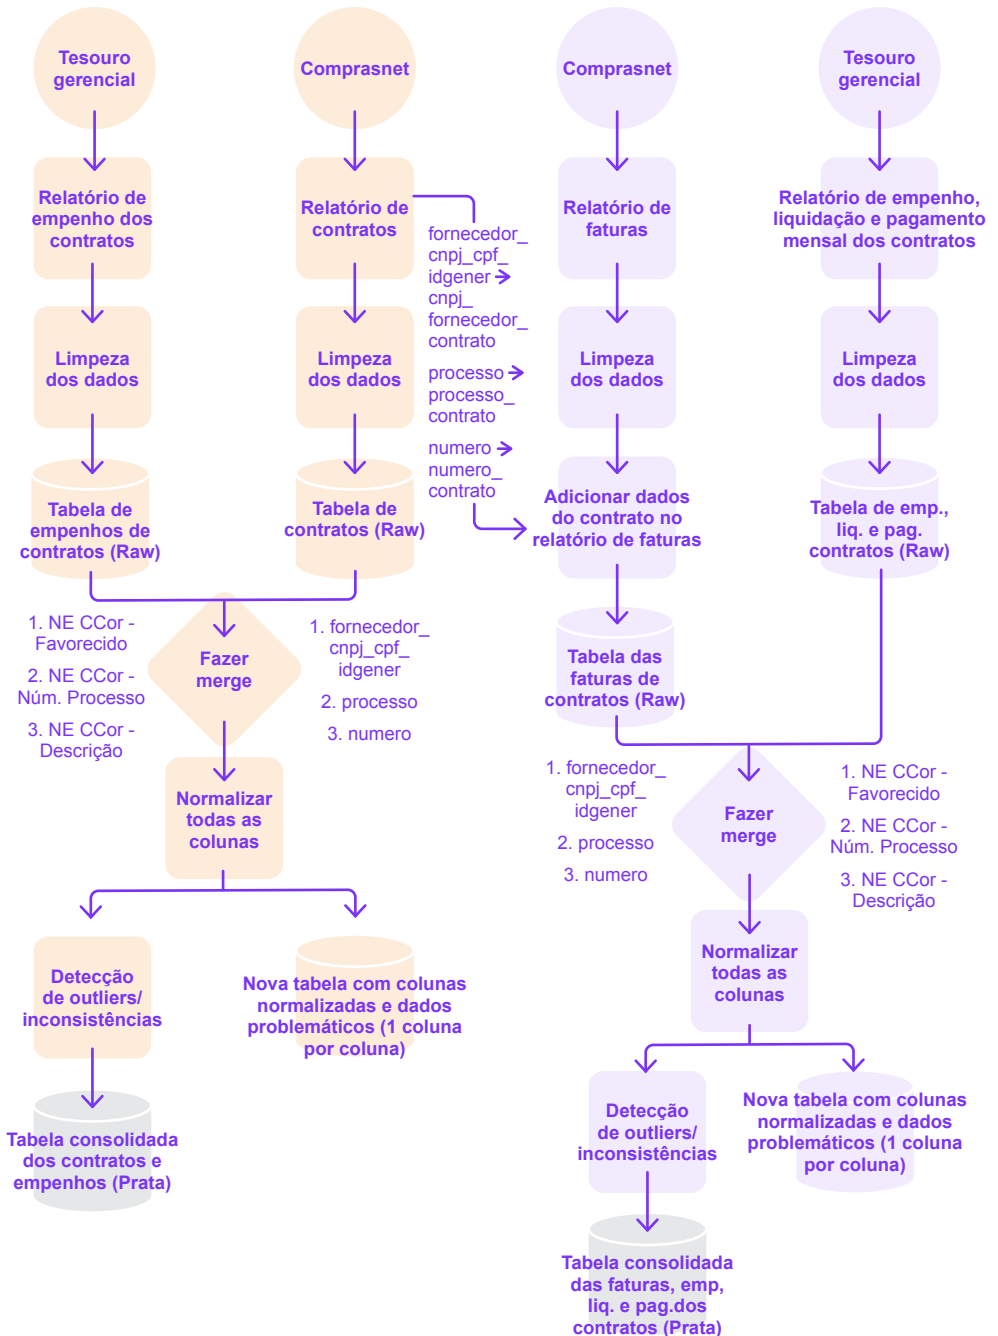 Tesouro
gerencial
Comprasnet
Comprasnet
Tesouro
gerencial
Relatório de
empenho dos
contratos
Relatório de
contratos
fornecedor_
cnpj_cpf_
idgener →
cnpj_
fornecedor_
contrato
processo →
processo_
contrato
numero →
numero_
contrato
Relatório de
faturas
Relatório de empenho,
liquidação e pagamento
mensal dos contratos
Limpeza
dos dados
Limpeza
dos dados
Limpeza
dos dados
Limpeza
dos dados
Tabela de
empenhos de
contratos (Raw)
Tabela de
contratos (Raw)
Adicionar dados
do contrato no
relatório de faturas
Tabela de emp.,
liq. e pag.
contratos (Raw)
1. NE CCor -
Favorecido
2. NE CCor -
Núm. Processo
3. NE CCor -
Descrição
Fazer
merge
1. fornecedor_
cnpj_cpf_
idgener
2. processo
3. numero
Tabela das
faturas de
contratos (Raw)
Normalizar
todas as
colunas
1. fornecedor_
cnpj_cpf_
idgener
2. processo
3. numero
Fazer
merge
1. NE CCor -
Favorecido
2. NE CCor -
Núm. Processo
3. NE CCor -
Descrição
Detecção
de outliers/
inconsistências
Nova tabela com colunas
normalizadas e dados
problemáticos (1 coluna
por coluna)
Normalizar
todas as
colunas
Tabela consolidada
dos contratos e
empenhos (Prata)
Detecção
de outliers/
inconsistências
Nova tabela com colunas
normalizadas e dados
problemáticos (1 coluna
por coluna)
Tabela consolidada
das faturas, emp,
liq. e pag.dos
contratos (Prata)